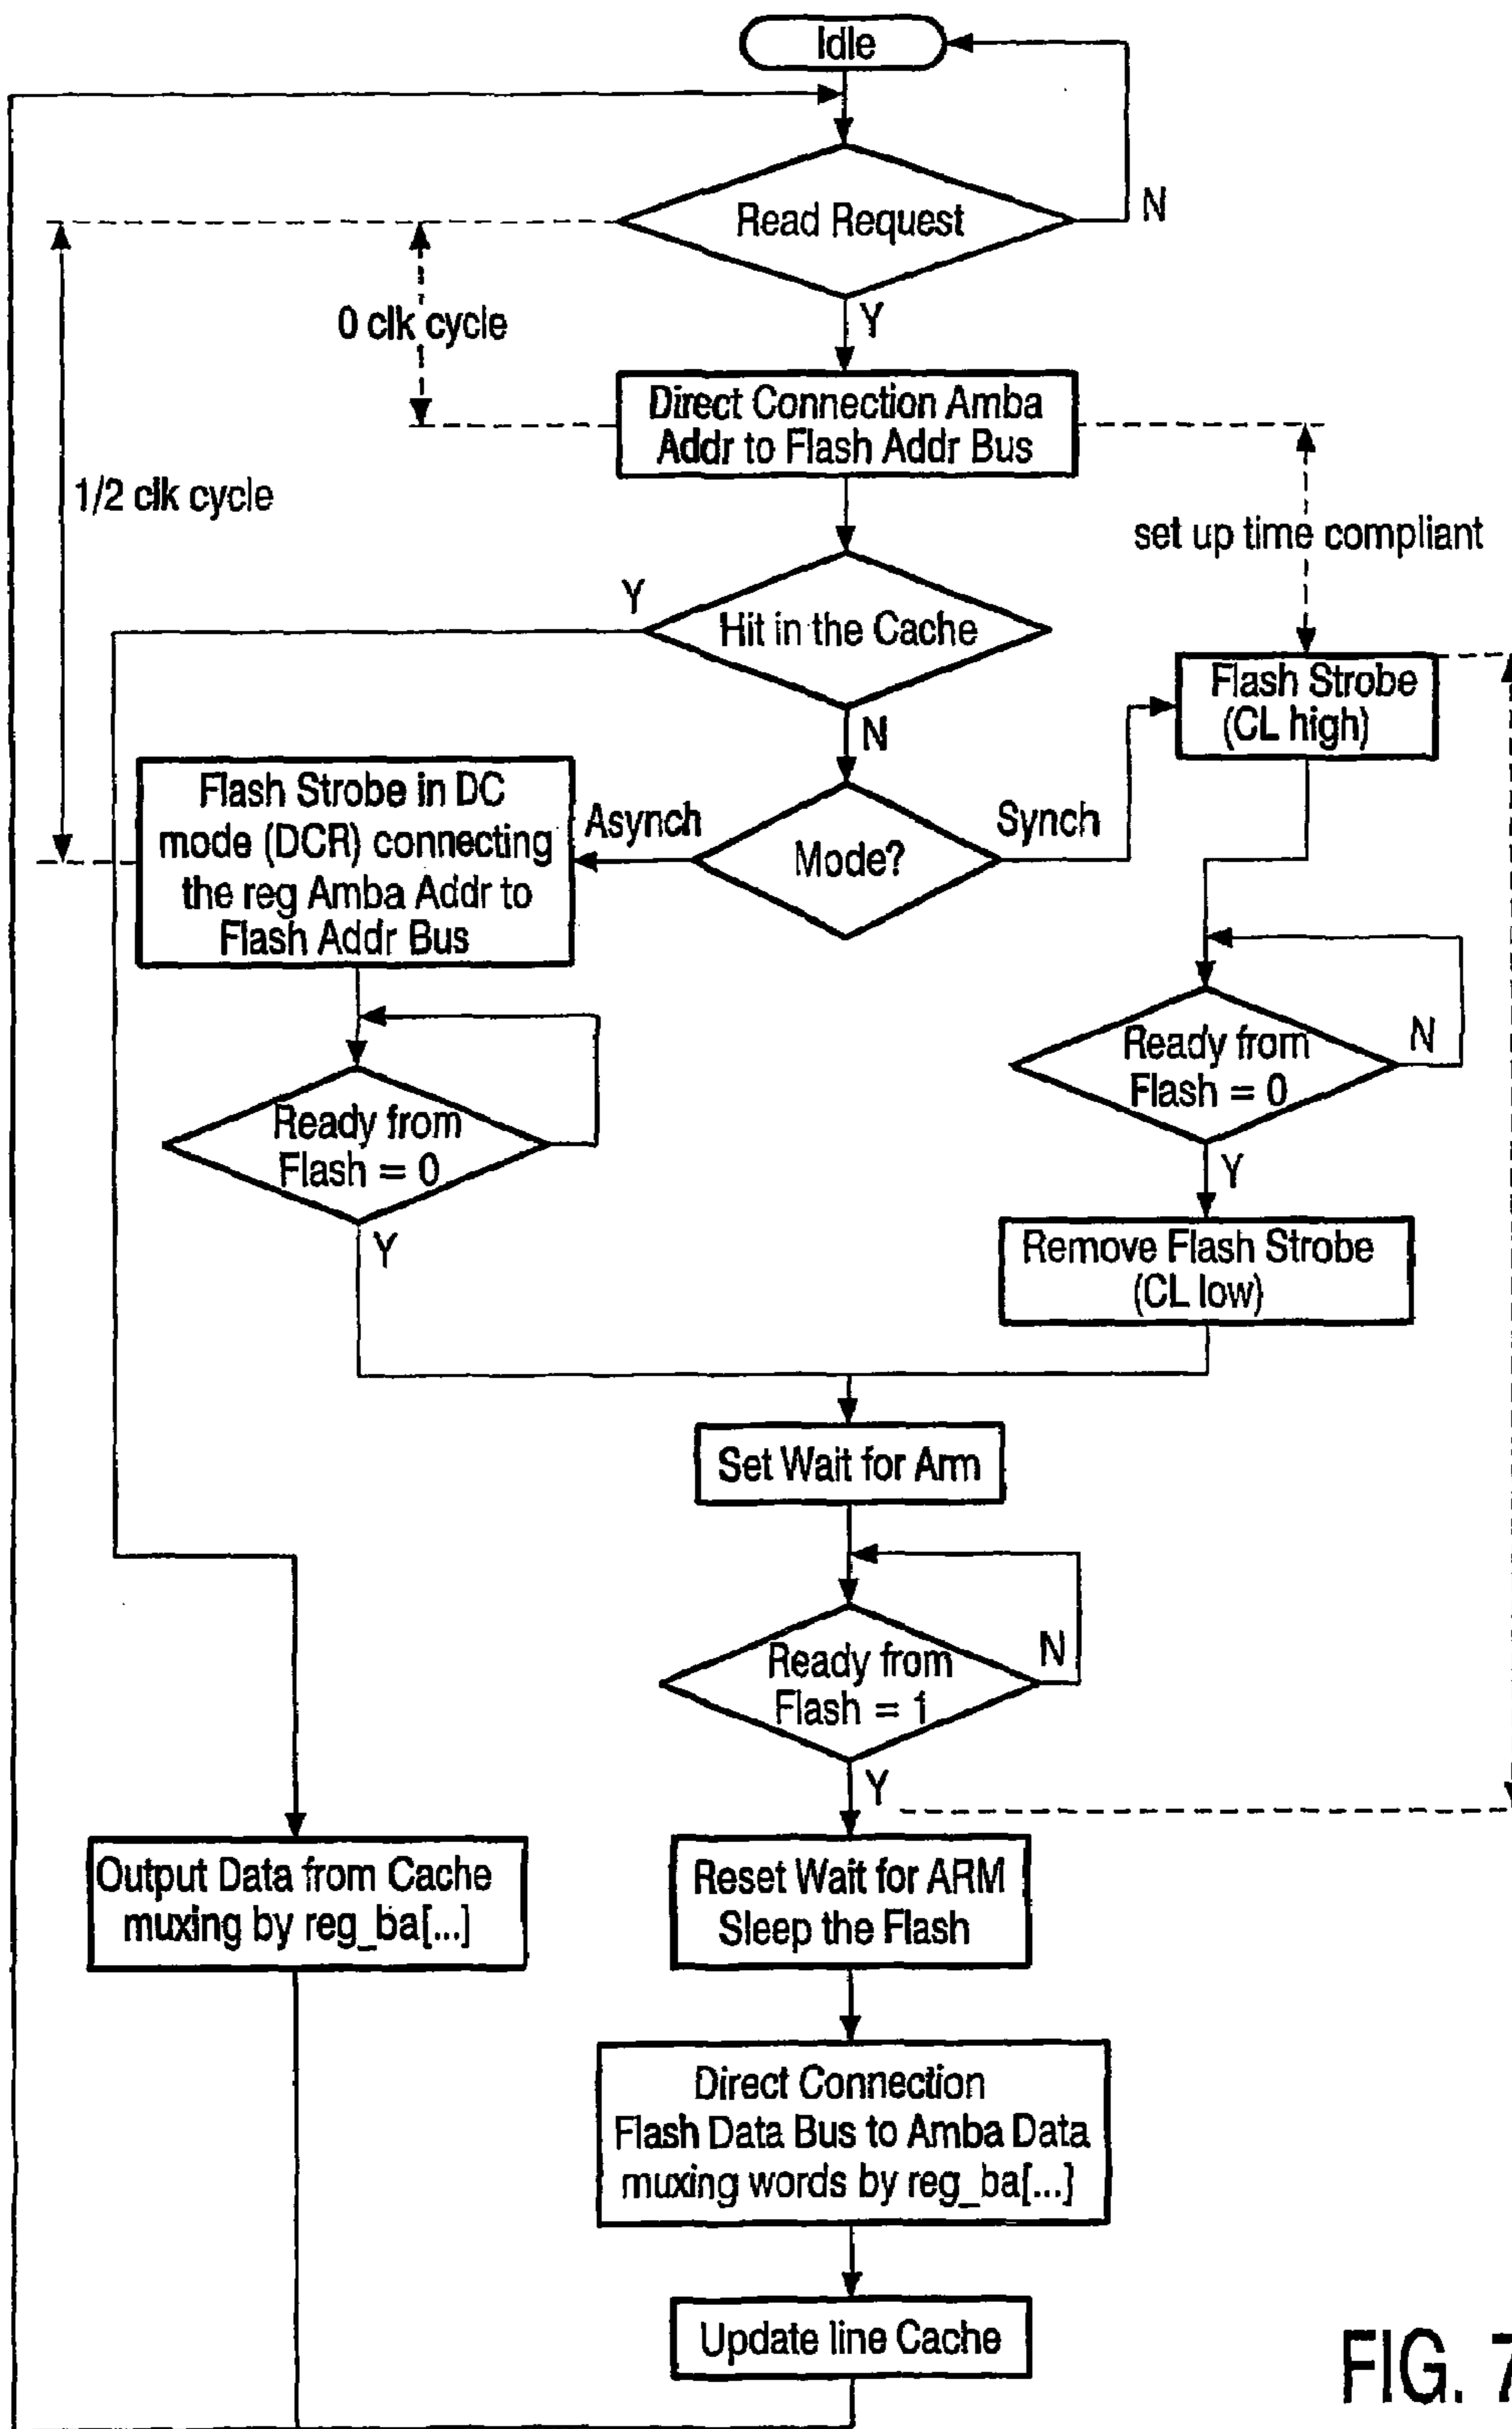 Idle
Read Request
N
0 clk cycle
Y
Direct Connection Amba
Addr to Flash Addr Bus
1/2 clk cycle
set up time compliant
Y
Hit in the Cache
N
Flash Strobe
(CL high)
Flash Strobe in DC
mode (DCR) connecting
the reg Amba Addr to
Flash Addr Bus
Asynch
Mode?
Synch
Ready from
Flash = 0
N
Ready from
Flash = 0
Y
Y
Remove Flash Strobe
(CL low)
Set Wait for Arm
Ready from
Flash = 1
N
Y
Output Data from Cache
muxing by reg_ba[...]
Reset Wait for ARM
Sleep the Flash
Direct Connection
Flash Data Bus to Amba Data
muxing words by reg_ba[...]
Update line Cache
FIG. 7